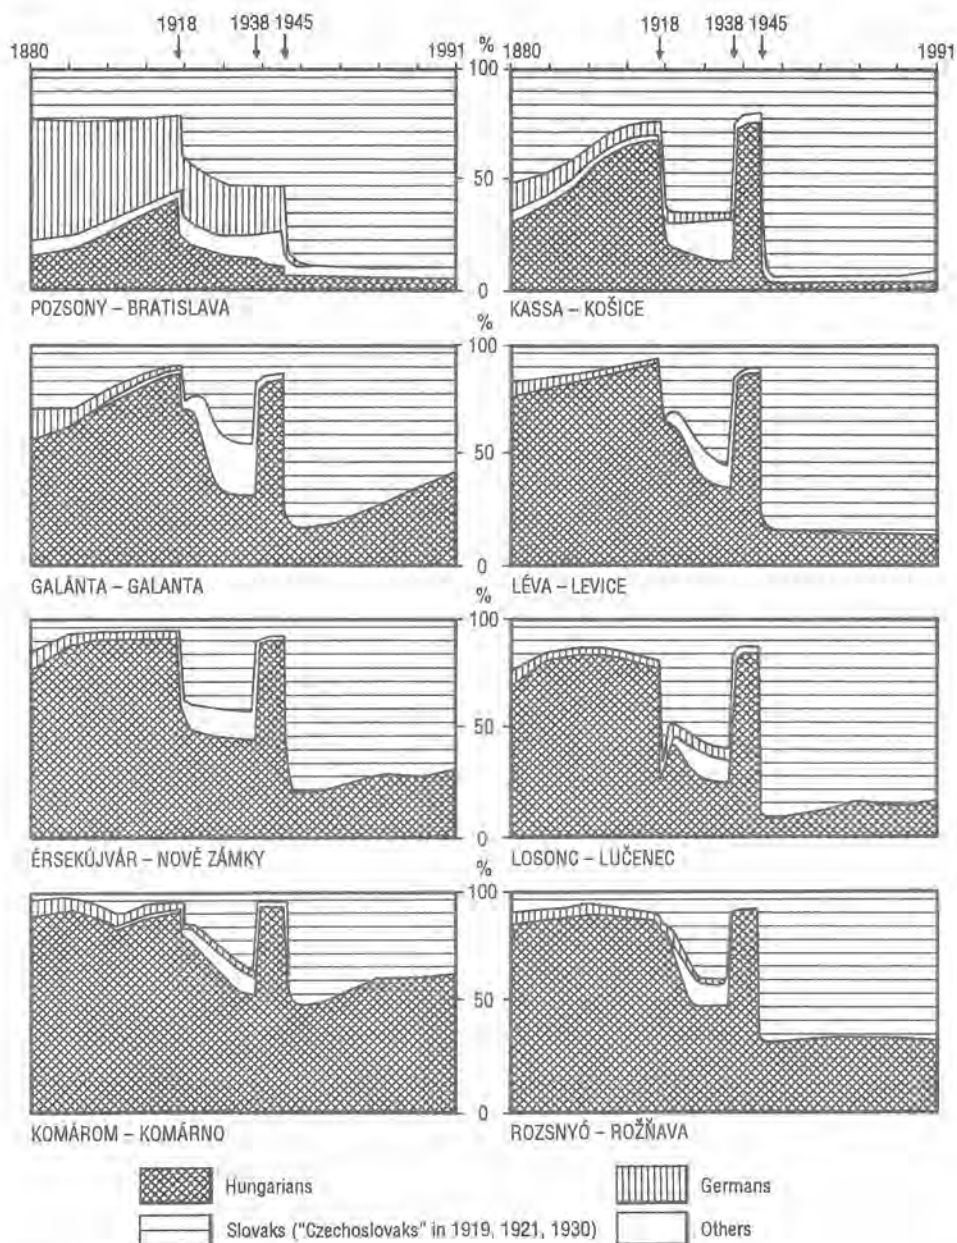 1918 1938 1945 1918 1938 1945
1880 1991 % 1880 1991
100
50
0
POZSONY – BRATISLAVA KASSA – KOŠICE
%
100
50
0
GALÁNTA – GALANTA LÉVA – LEVICE
%
100
50
0
ÉRSEKÚJVÁR – NOVÉ ZÁMKY LOSONC – LUČENEC
%
100
50
0
KOMÁROM – KOMÁRNO ROZSNYÓ – ROŽŇAVA
Hungarians Germans
Slovaks ("Czechoslovaks" in 1919, 1921, 1930) Others